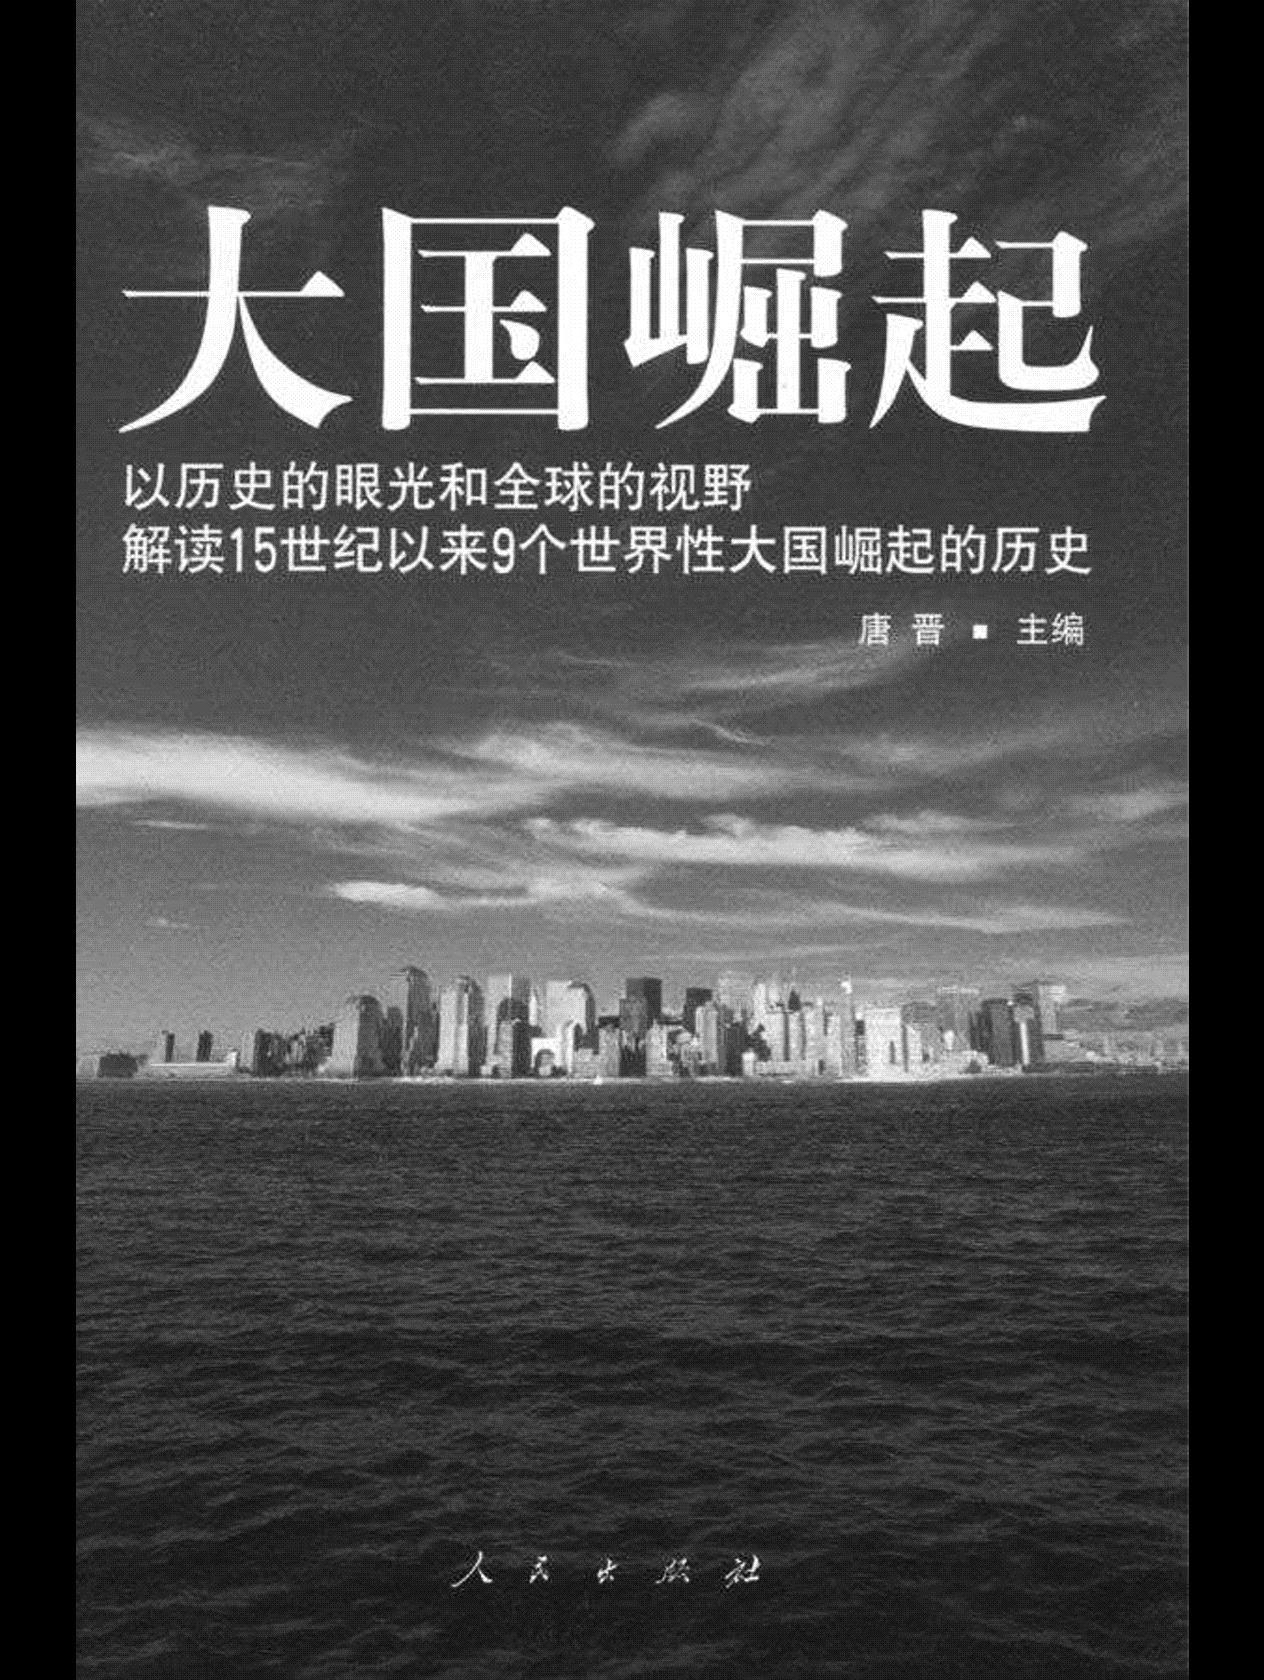 大国崛起
以历史的眼光和全球的视野
解读15世纪以来9个世界性大国崛起的历史
唐 晋 ■ 主编
人民出版社